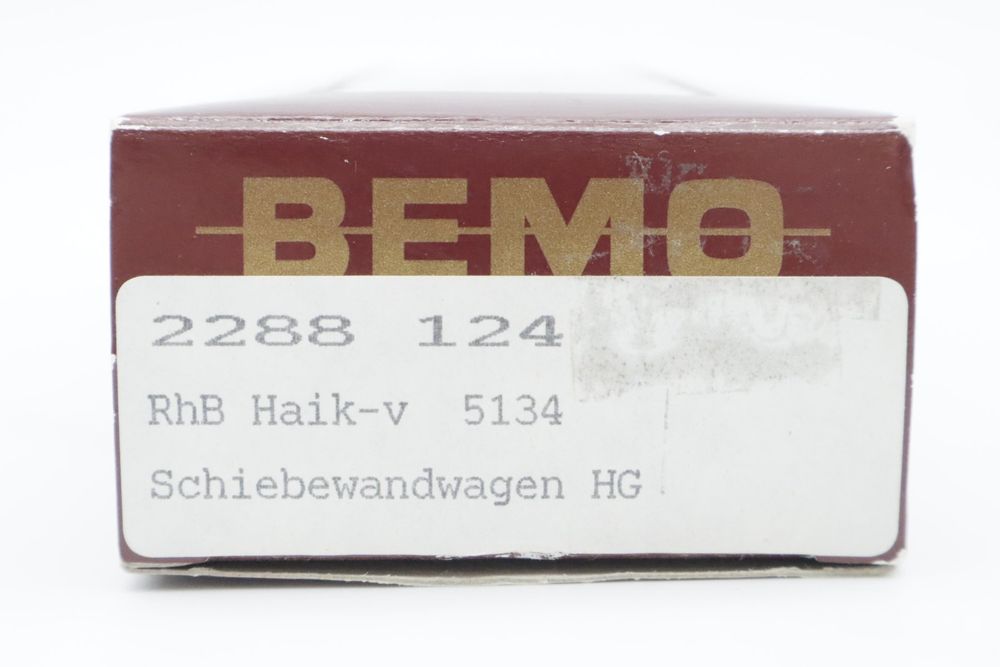 BEMO
2288 124
RhB Haik-v 5134
Schiebewandwagen HG